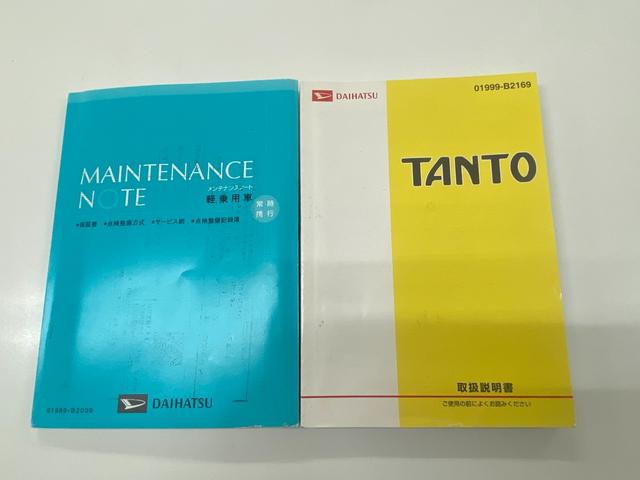 MAINTENANCE
NOTE
メンテナンスノート
軽乗用車
常時
携行
•保証書 •点検整備方式 •サービス網 •点検整備記録簿
DAIHATSU
01999-B2009
DAIHATSU
01999-B2169
TANTO
取扱説明書
ご使用の前によくお読みください